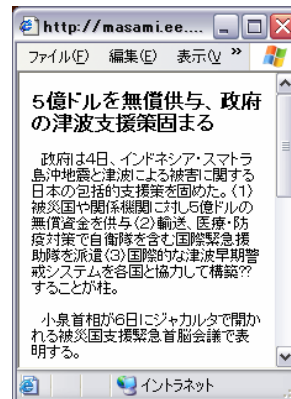 http://masami.ee....
ファイル(F) 編集(E) 表示(V »
5億ドルを無償供与、政府
の津波支援策固まる
政府は4日、インドネシア・スマトラ
島沖地震と津波による被害に関する
日本の包括的支援策を固めた。(1)
被災国や関係機関に対し5億ドルの
無償資金を供与(2)輸送、医療・防
疫対策で自衛隊を含む国際緊急援
助隊を派遣(3)国際的な津波早期警
戒システムを各国と協力して構築??
することが柱。
小泉首相が6日にジャカルタで開か
れる被災国支援緊急首脳会議で表
明する。
イントラネット